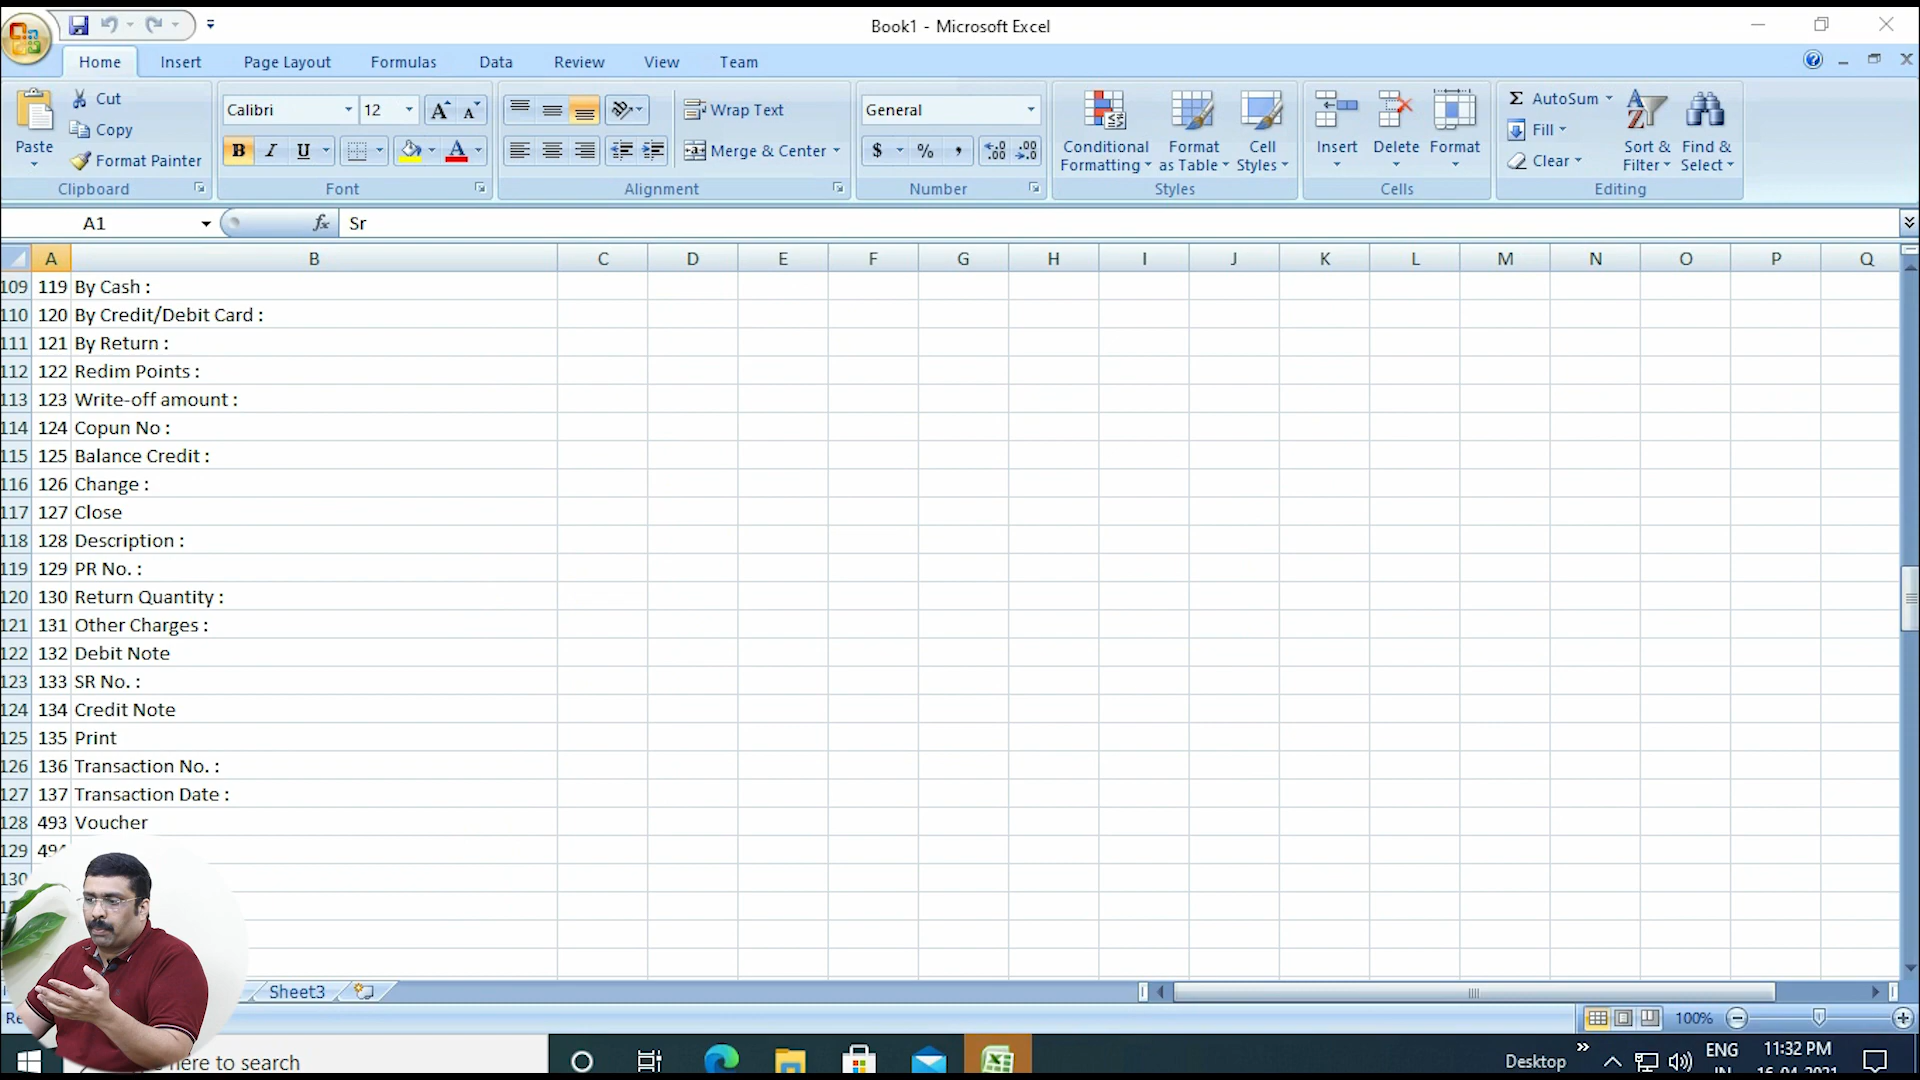 Book1 - Microsoft Excel
Home Insert Page Layout Formulas Data Review View Team
Paste Cut Copy Format Painter Clipboard
Calibri 12 B I U Font
Wrap Text Merge & Center Alignment
General $ % , Number
Conditional Formatting Format as Table Cell Styles Styles
Insert Delete Format Cells
Σ AutoSum Fill Clear Sort & Filter Find & Select Editing
A1 fx Sr
A B C D E F G H I J K L M N O P Q
109 119 By Cash :
110 120 By Credit/Debit Card :
111 121 By Return :
112 122 Redim Points :
113 123 Write-off amount :
114 124 Copun No :
115 125 Balance Credit :
116 126 Change :
117 127 Close
118 128 Description :
119 129 PR No. :
120 130 Return Quantity :
121 131 Other Charges :
122 132 Debit Note
123 133 SR No. :
124 134 Credit Note
125 135 Print
126 136 Transaction No. :
127 137 Transaction Date :
128 493 Voucher
129
130
Sheet3
100%
here to search
Desktop ENG 11:32 PM